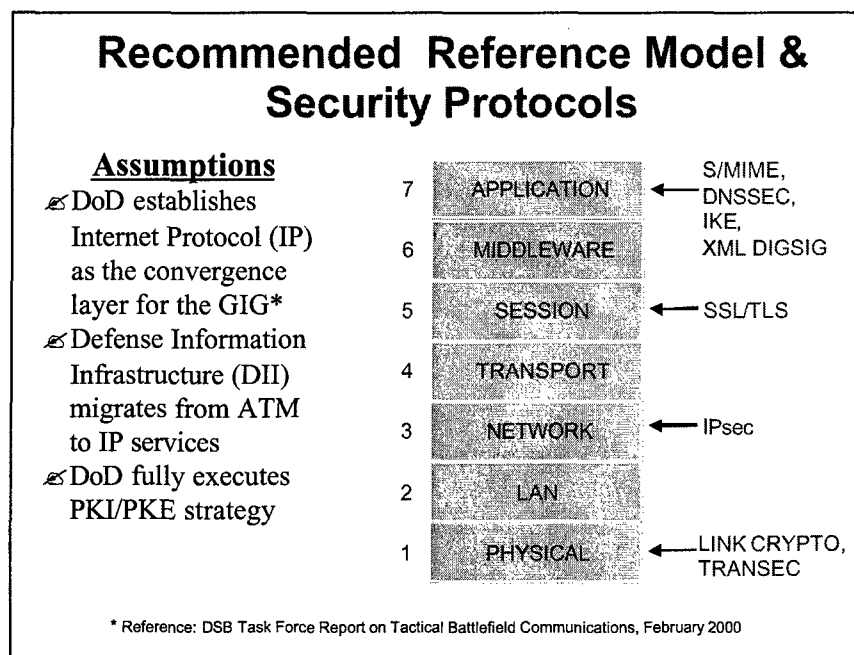 Recommended Reference Model &
Security Protocols
Assumptions
DoD establishes
Internet Protocol (IP)
as the convergence
layer for the GIG*
Defense Information
Infrastructure (DII)
migrates from ATM
to IP services
DoD fully executes
PKI/PKE strategy
7 APPLICATION
S/MIME,
DNSSEC,
IKE,
XML DIGSIG
6 MIDDLEWARE
5 SESSION
SSL/TLS
4 TRANSPORT
3 NETWORK
IPsec
2 LAN
1 PHYSICAL
LINK CRYPTO,
TRANSEC
* Reference: DSB Task Force Report on Tactical Battlefield Communications, February 2000